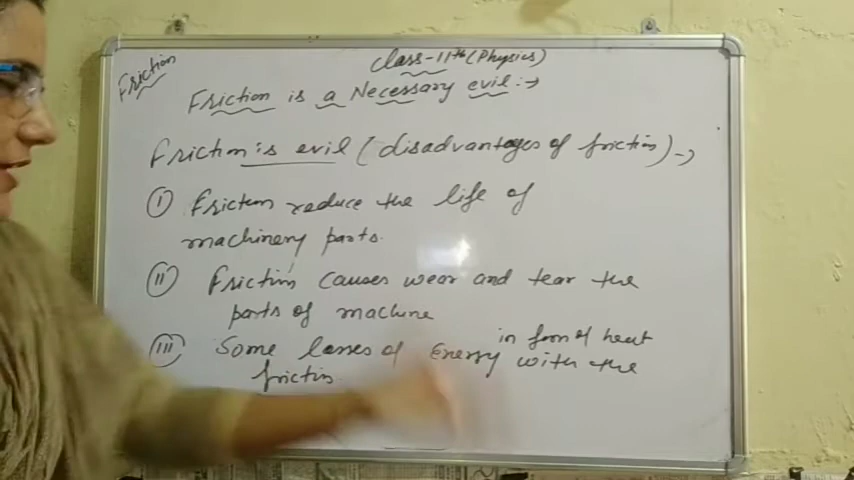 Class-11th (Physics)
Friction
Friction is a Necessary evil:→
Friction is evil (disadvantages of friction) →
(I) Friction reduce the life of
machinery parts.
(II) Friction causes wear and tear the
parts of machine
in form of heat
(III) Some losses of Energy with the
friction.